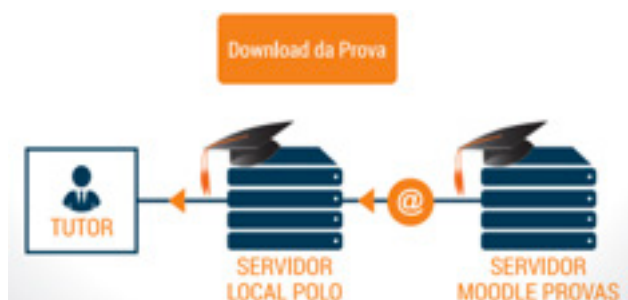 Download da Prova
@
TUTOR
SERVIDOR
LOCAL POLO
SERVIDOR
MOODLE PROVAS